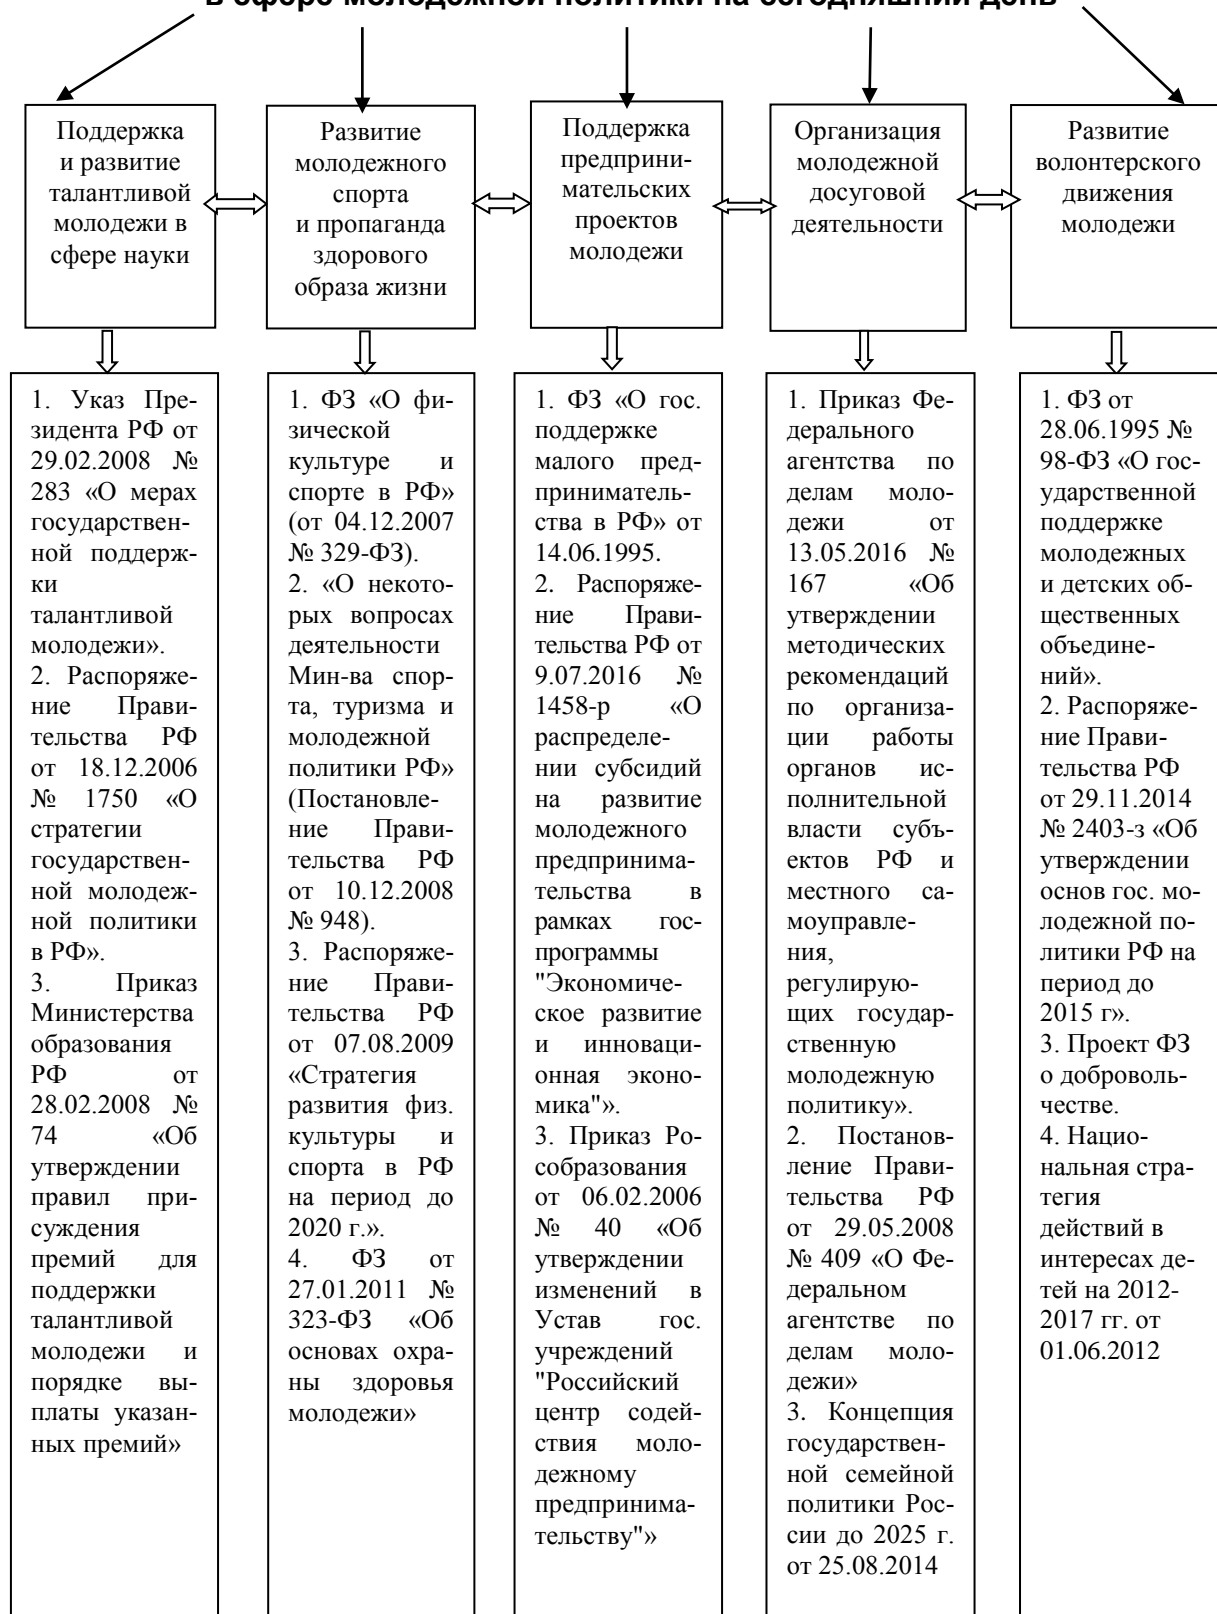 в сфере молодежной политики на сегодняшний день
Поддержка
и развитие
талантливой
молодежи в
сфере науки
Развитие
молодежного
спорта
и пропаганда
здорового
образа жизни
Поддержка
предприни-
мательских
проектов
молодежи
Организация
молодежной
досуговой
деятельности
Развитие
волонтерского
движения
молодежи
1. Указ Пре-
зидента РФ от
29.02.2008 №
283 «О мерах
государствен-
ной поддерж-
ки
талантливой
молодежи».
2. Распоряже-
ние Прави-
тельства РФ
от 18.12.2006
№ 1750 «О
стратегии
государствен-
ной молодеж-
ной политики
в РФ».
3. Приказ
Министерства
образования
РФ от
28.02.2008 №
74 «Об
утверждении
правил при-
суждения
премий для
поддержки
талантливой
молодежи и
порядке вы-
платы указан-
ных премий»
1. ФЗ «О фи-
зической
культуре и
спорте в РФ»
(от 04.12.2007
№ 329-ФЗ).
2. «О некото-
рых вопросах
деятельности
Мин-ва спор-
та, туризма и
молодежной
политики РФ»
(Постановле-
ние Прави-
тельства РФ
от 10.12.2008
№ 948).
3. Распоряже-
ние Прави-
тельства РФ
от 07.08.2009
«Стратегия
развития физ.
культуры и
спорта в РФ
на период до
2020 г.».
4. ФЗ от
27.01.2011 №
323-ФЗ «Об
основах охра-
ны здоровья
молодежи»
1. ФЗ «О гос.
поддержке
малого пред-
приниматель-
ства в РФ» от
14.06.1995.
2. Распоряже-
ние Прави-
тельства РФ от
9.07.2016 №
1458-р «О
распределе-
нии субсидий
на развитие
молодежного
предпринима-
тельства в
рамках гос-
программы
"Экономиче-
ское развитие
и инноваци-
онная эконо-
мика"».
3. Приказ Ро-
собразования
от 06.02.2006
№ 40 «Об
утверждении
изменений в
Устав гос.
учреждений
"Российский
центр содей-
ствия моло-
дежному
предпринима-
тельству"»
1. Приказ Фе-
дерального
агентства по
делам моло-
дежи от
13.05.2016 №
167 «Об
утверждении
методических
рекомендаций
по организа-
ции работы
органов ис-
полнительной
власти субъ-
ектов РФ и
местного са-
моуправле-
ния,
регулирую-
щих государ-
ственную
молодежную
политику».
2. Постанов-
ление Прави-
тельства РФ
от 29.05.2008
№ 409 «О Фе-
деральном
агентстве по
делам моло-
дежи»
3. Концепция
государствен-
ной семейной
политики Рос-
сии до 2025 г.
от 25.08.2014
1. ФЗ от
28.06.1995 №
98-ФЗ «О гос-
ударственной
поддержке
молодежных
и детских об-
щественных
объедине-
ний».
2. Распоряже-
ние Прави-
тельства РФ
от 29.11.2014
№ 2403-з «Об
утверждении
основ гос. мо-
лодежной по-
литики РФ на
период до
2015 г».
3. Проект ФЗ
о доброволь-
честве.
4. Нацио-
нальная стра-
тегия
действий в
интересах де-
тей на 2012-
2017 гг. от
01.06.2012